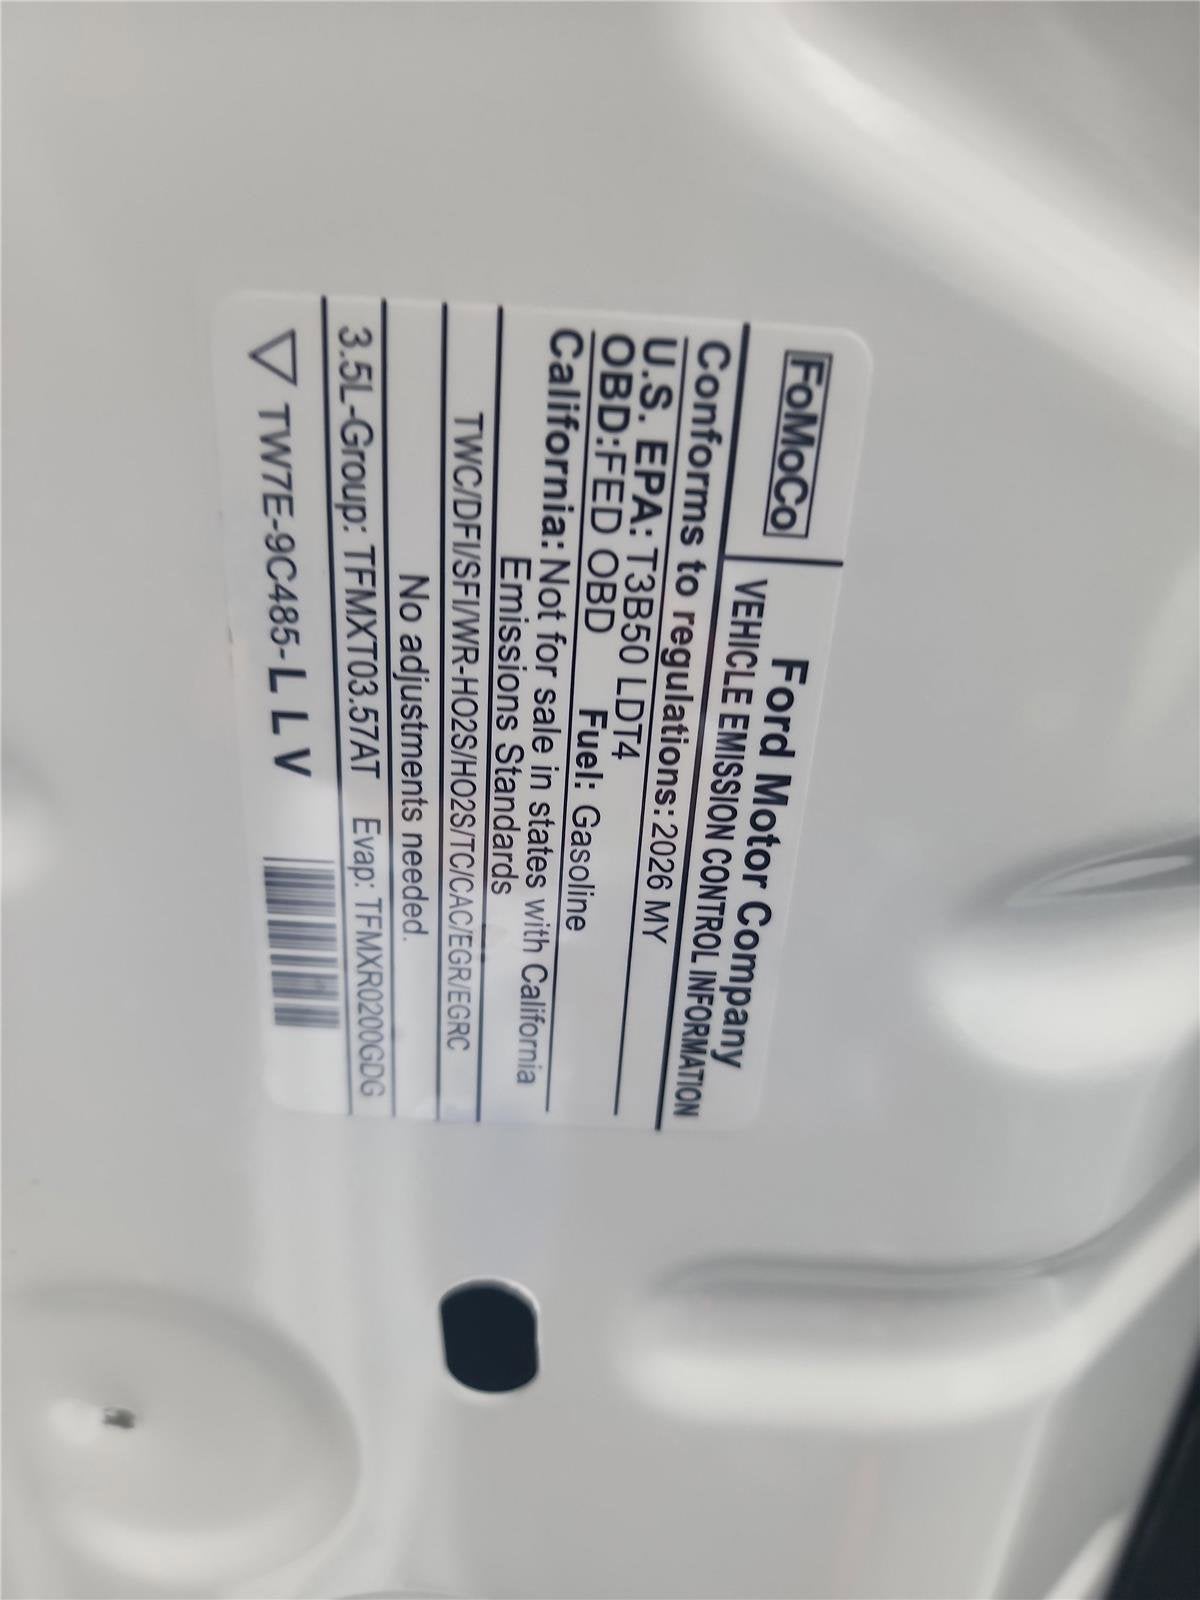 FoMoCo
Ford Motor Company
VEHICLE EMISSION CONTROL INFORMATION
Conforms to regulations: 2026 MY
U.S. EPA: T3B50 LDT4
OBD:FED OBD Fuel: Gasoline
California: Not for sale in states with California
Emissions Standards
TWC/DFI/SFI/WR-HO2S/HO2S/TC/CAC/EGR/EGRC
No adjustments needed.
3.5L-Group: TFMXT03.57AT Evap: TFMXR0200GDG
TW7E-9C485-L L V